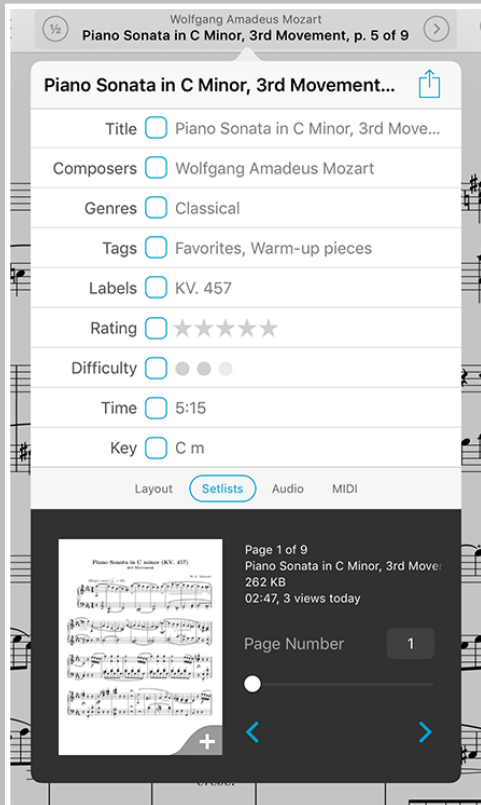 ½
Wolfgang Amadeus Mozart
Piano Sonata in C Minor, 3rd Movement, p. 5 of 9
Piano Sonata in C Minor, 3rd Movement...
Title Piano Sonata in C Minor, 3rd Move...
Composers Wolfgang Amadeus Mozart
Genres Classical
Tags Favorites, Warm-up pieces
Labels KV. 457
Rating
Difficulty
Time 5:15
Key C m
Layout Setlists Audio MIDI
Page 1 of 9
Piano Sonata in C Minor, 3rd Mover
262 KB
02:47, 3 views today
Page Number 1
Piano Sonata in C minor (KV. 457)
3rd Movement